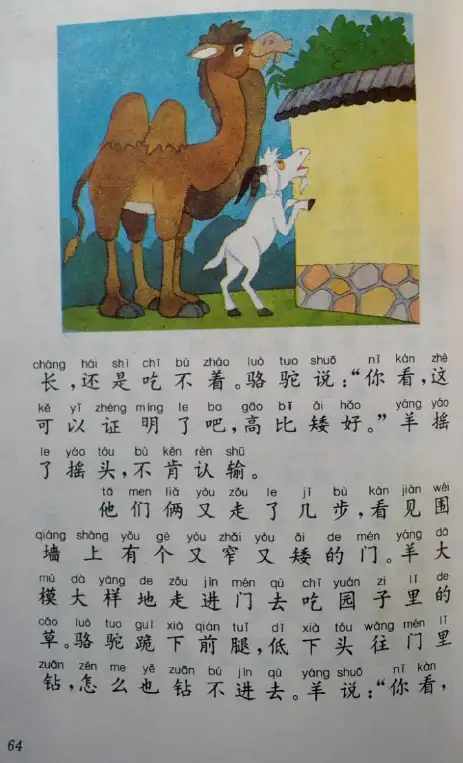 cháng hái shì chī bù zháo luò tuo shuō nǐ kàn zhè
长，还是吃不着。骆驼说：“你看，这
kě yǐ zhèng míng le ba gāo bǐ ǎi hǎo yáng yáo
可以证明了吧，高比矮好。”羊摇
le yáo tóu bù kěn rèn shū
了摇头，不肯认输。
tā men liǎ yòu zǒu le jǐ bù kàn jiàn wéi
他们俩又走了几步，看见围
qiáng shàng yǒu gè yòu zhǎi yòu ǎi de mén yáng dà
墙上有个又窄又矮的门。羊大
mú dà yàng de zǒu jìn mén qù chī yuán zi lǐ de
模大样地走进门去吃园子里的
cǎo luò tuo guì xià qián tuǐ dī xià tóu wǎng mén lǐ
草。骆驼跪下前腿，低下头往门里
zuān zěn me yě zuān bú jìn qù yáng shuō nǐ kàn
钻，怎么也钻不进去。羊说：“你看，
64